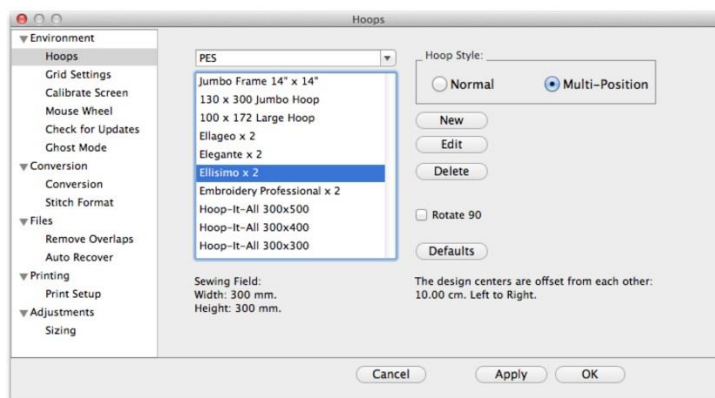 Hoops
Environment
Hoops
Grid Settings
Calibrate Screen
Mouse Wheel
Check for Updates
Ghost Mode
Conversion
Conversion
Stitch Format
Files
Remove Overlaps
Auto Recover
Printing
Print Setup
Adjustments
Sizing
PES
Jumbo Frame 14" x 14"
130 x 300 Jumbo Hoop
100 x 172 Large Hoop
Ellageo x 2
Elegante x 2
Ellisimo x 2
Embroidery Professional x 2
Hoop-It-All 300x500
Hoop-It-All 300x400
Hoop-It-All 300x300
Sewing Field:
Width: 300 mm.
Height: 300 mm.
Hoop Style:
Normal Multi-Position
New
Edit
Delete
Rotate 90
Defaults
The design centers are offset from each other:
10.00 cm. Left to Right.
Cancel Apply OK